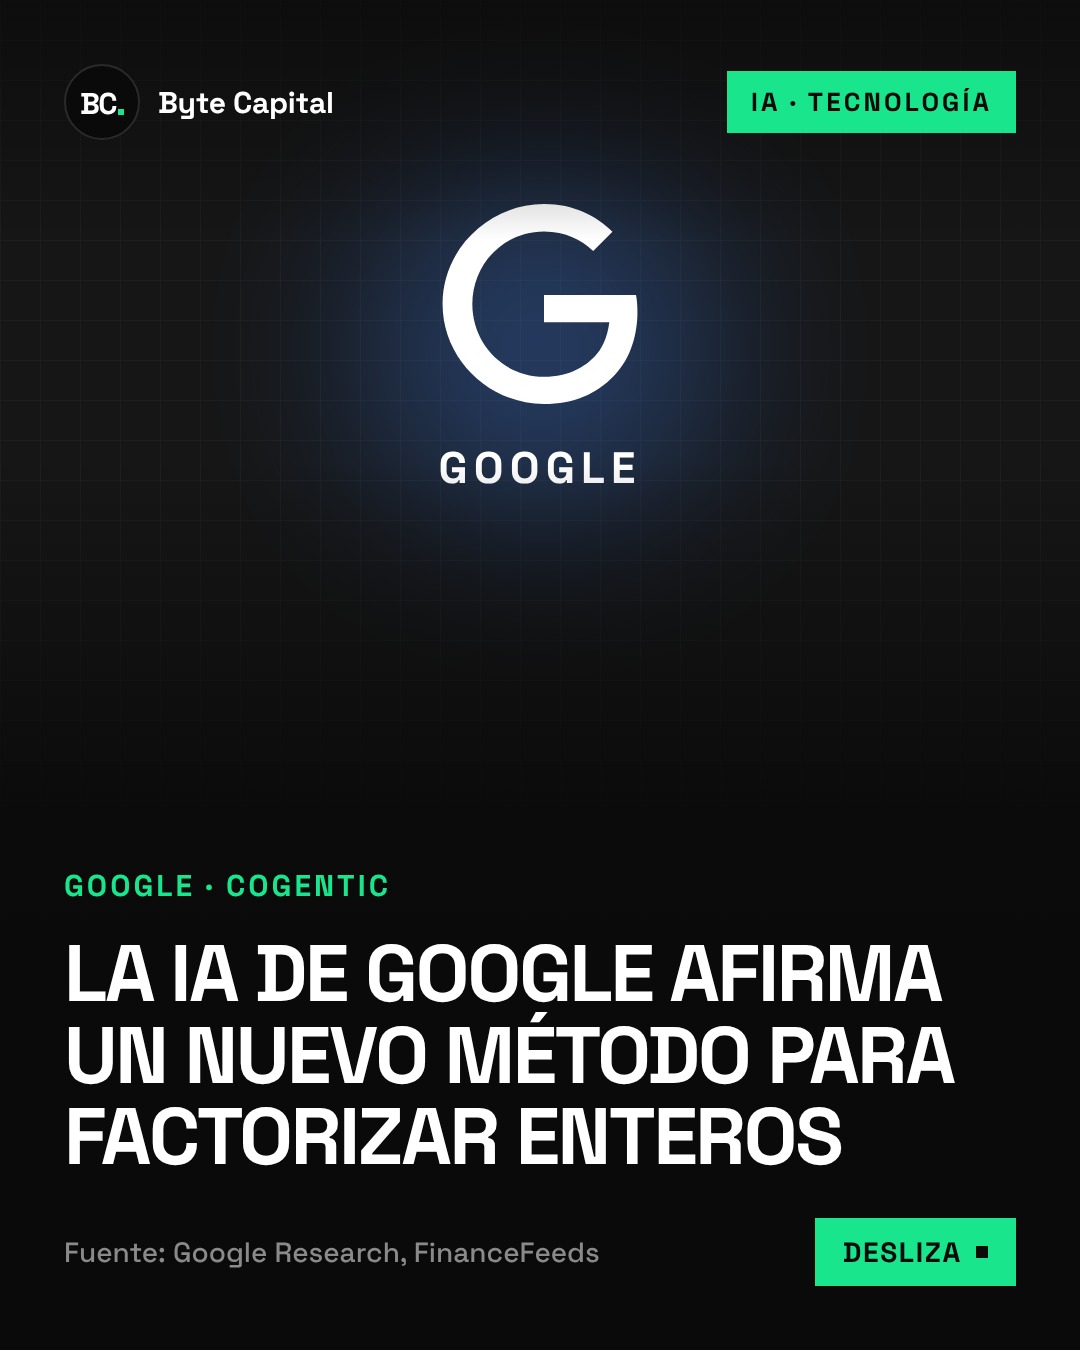 BC.
Byte Capital
IA · TECNOLOGÍA
G
GOOGLE
GOOGLE · COGENTIC
LA IA DE GOOGLE AFIRMA
UN NUEVO MÉTODO PARA
FACTORIZAR ENTEROS
Fuente: Google Research, FinanceFeeds
DESLIZA